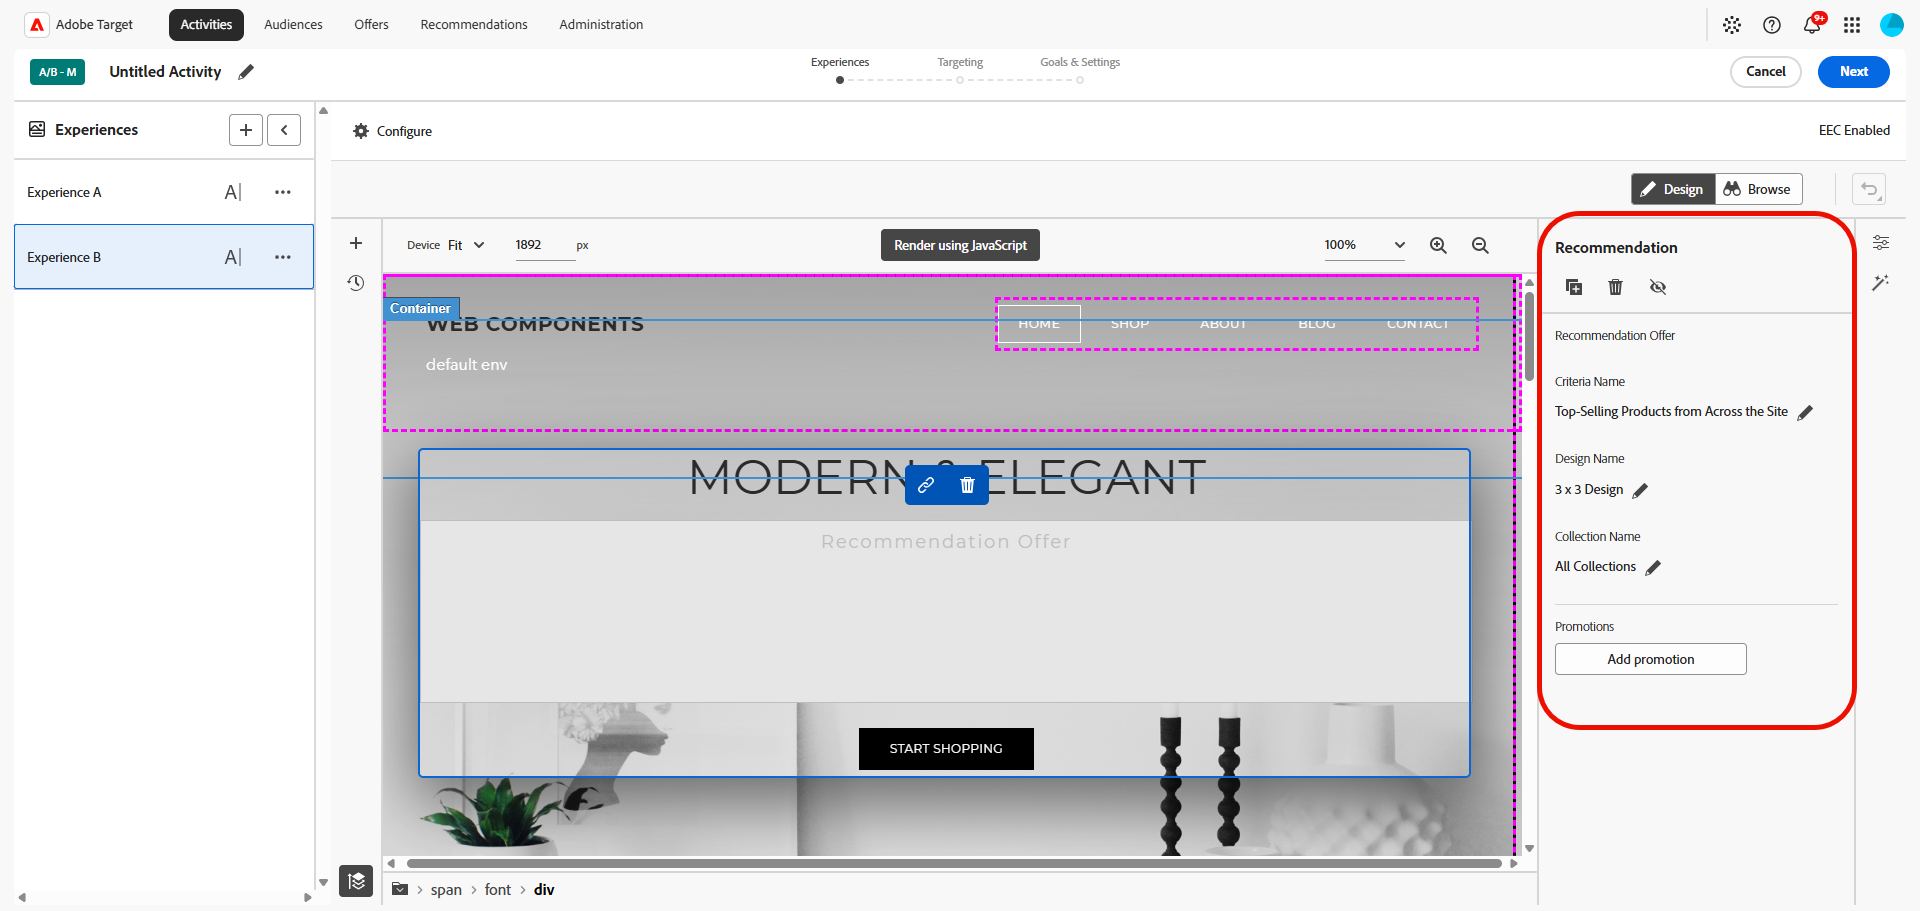 Adobe Target
Activities
Audiences
Offers
Recommendations
Administration
9+
A/B - M
Untitled Activity
Experiences
Targeting
Goals & Settings
Cancel
Next
Experiences
Configure
EEC Enabled
Experience A
A|
Experience B
A|
Design
Browse
Device Fit
1892
px
Render using JavaScript
100%
Container
WEB COMPONENTS
default env
HOME
SHOP
ABOUT
BLOG
CONTACT
MODERN & ELEGANT
Recommendation Offer
START SHOPPING
Recommendation
Recommendation Offer
Criteria Name
Top-Selling Products from Across the Site
Design Name
3 x 3 Design
Collection Name
All Collections
Promotions
Add promotion
span > font > div